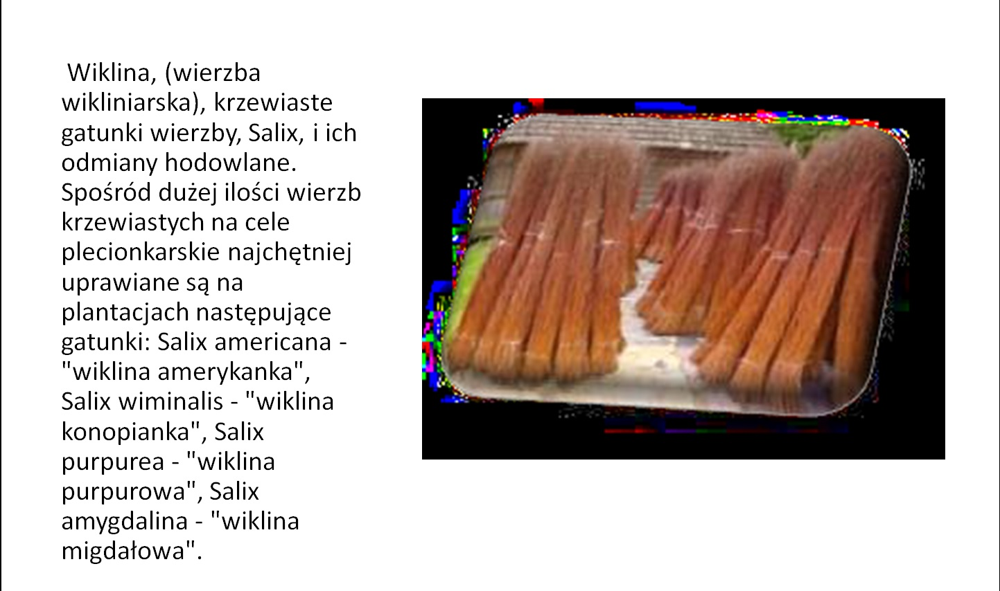 Wiklina, (wierzba
wikliniarska), krzewiaste
gatunki wierzby, Salix, i ich
odmiany hodowlane.
Spośród dużej ilości wierzb
krzewiastych na cele
plecionkarskie najchętniej
uprawiane są na
plantacjach następujące
gatunki: Salix americana -
"wiklina amerykanka",
Salix wiminalis - "wiklina
konopianka", Salix
purpurea - "wiklina
purpurowa", Salix
amygdalina - "wiklina
migdałowa".